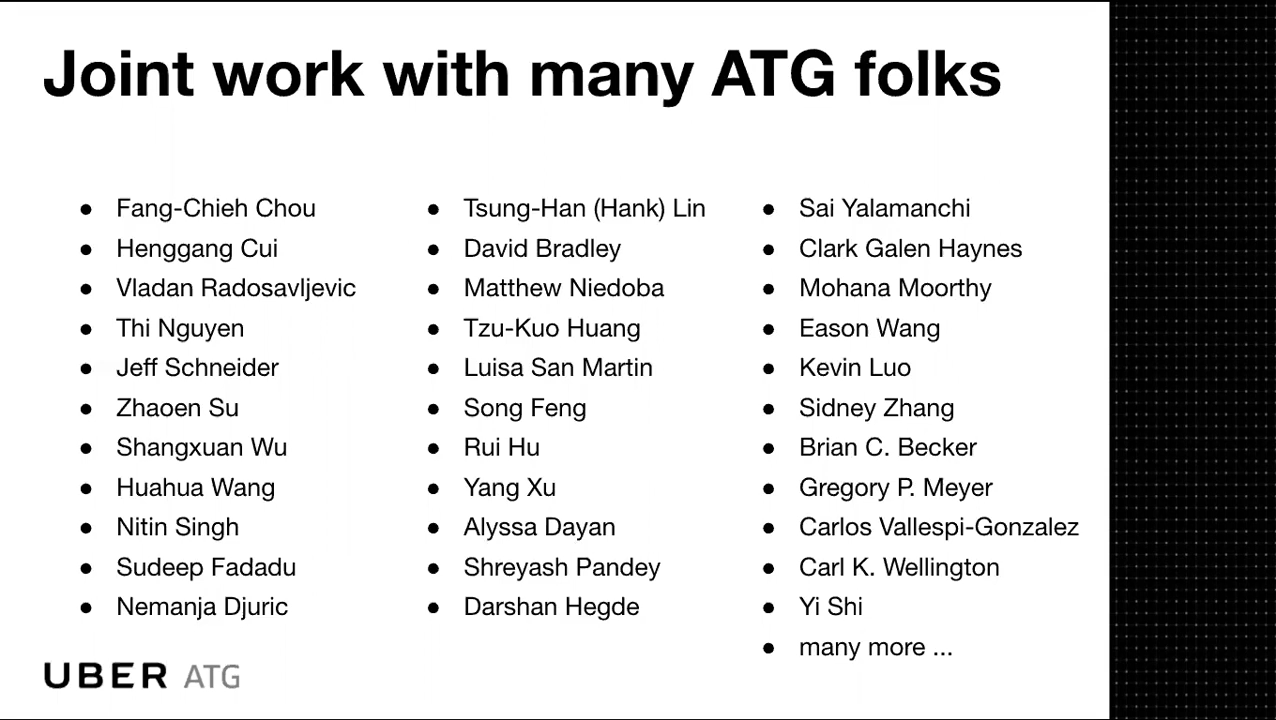 Joint work with many ATG folks
● Fang-Chieh Chou
● Henggang Cui
● Vladan Radosavljevic
● Thi Nguyen
● Jeff Schneider
● Zhaoen Su
● Shangxuan Wu
● Huahua Wang
● Nitin Singh
● Sudeep Fadadu
● Nemanja Djuric
● Tsung-Han (Hank) Lin
● David Bradley
● Matthew Niedoba
● Tzu-Kuo Huang
● Luisa San Martin
● Song Feng
● Rui Hu
● Yang Xu
● Alyssa Dayan
● Shreyash Pandey
● Darshan Hegde
● Sai Yalamanchi
● Clark Galen Haynes
● Mohana Moorthy
● Eason Wang
● Kevin Luo
● Sidney Zhang
● Brian C. Becker
● Gregory P. Meyer
● Carlos Vallespi-Gonzalez
● Carl K. Wellington
● Yi Shi
● many more ...
UBER ATG